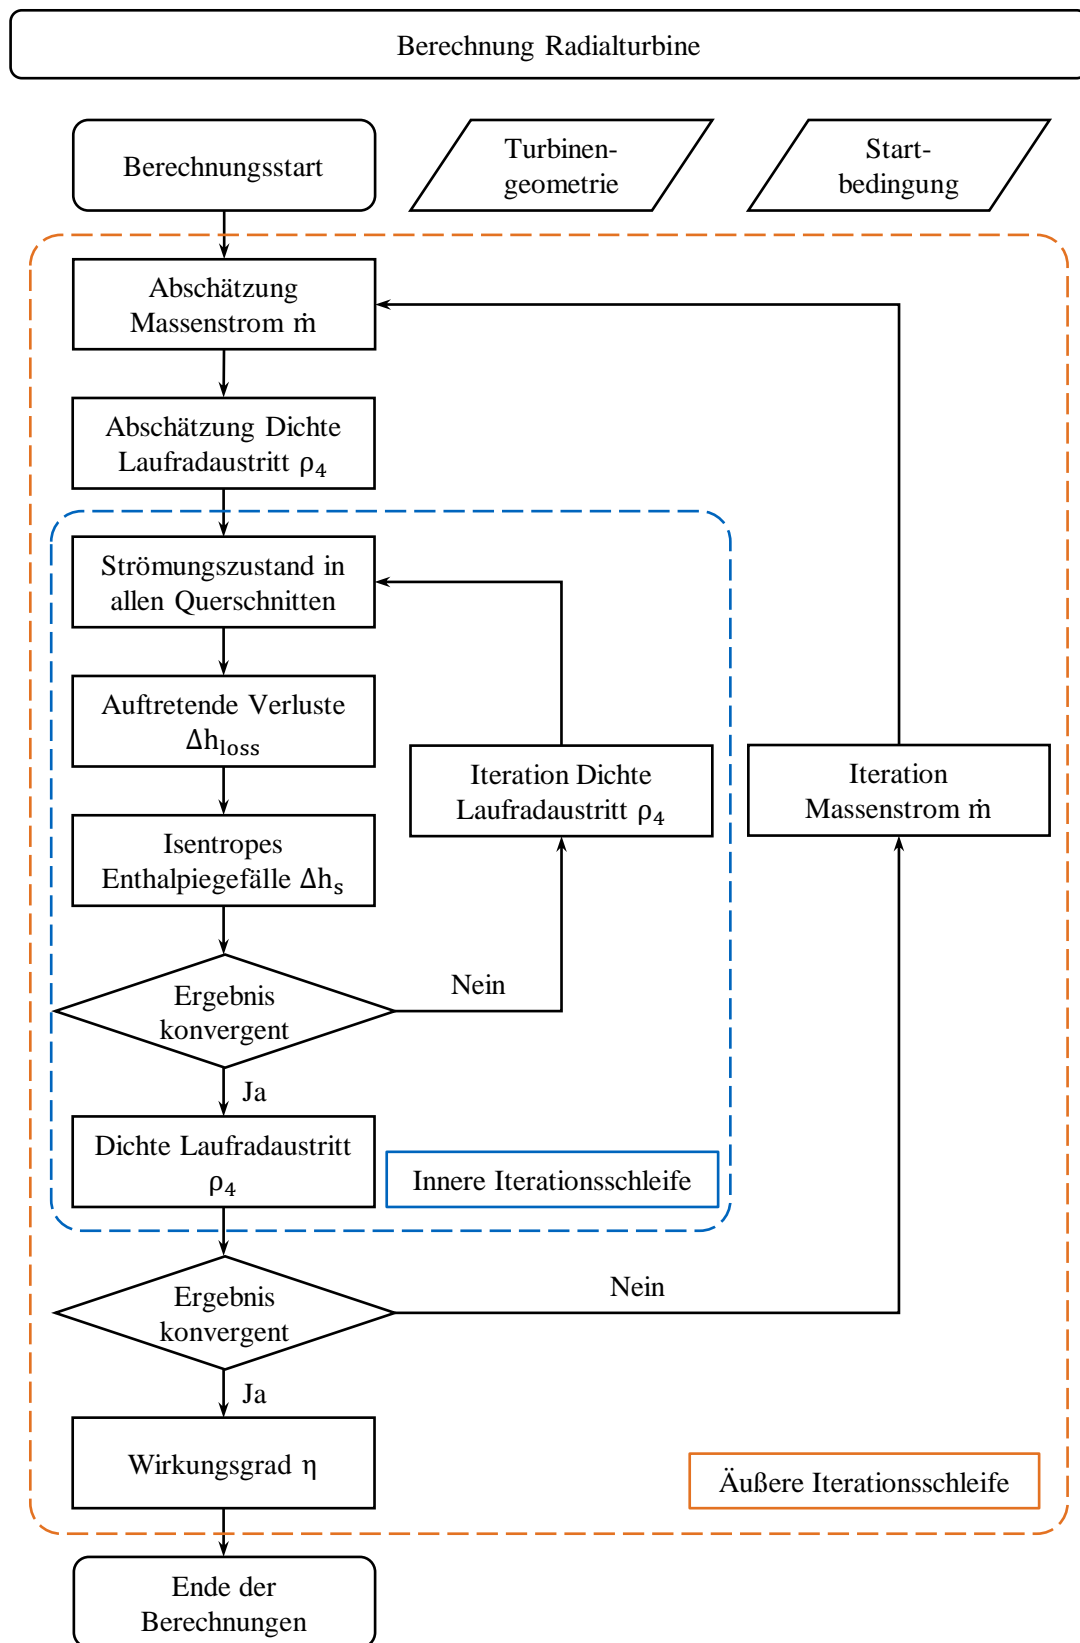 Berechnung Radialturbine
Berechnungsstart
Turbinen-
geometrie
Start-
bedingung
Abschätzung
Massenstrom ṁ
Abschätzung Dichte
Laufradaustritt ρ₄
Strömungszustand in
allen Querschnitten
Auftretende Verluste
Δh_loss
Iteration Dichte
Laufradaustritt ρ₄
Iteration
Massenstrom ṁ
Isentropes
Enthalpiegefälle Δhₛ
Ergebnis
konvergent
Nein
Ja
Dichte Laufradaustritt
ρ₄
Innere Iterationsschleife
Ergebnis
konvergent
Nein
Ja
Wirkungsgrad η
Äußere Iterationsschleife
Ende der
Berechnungen